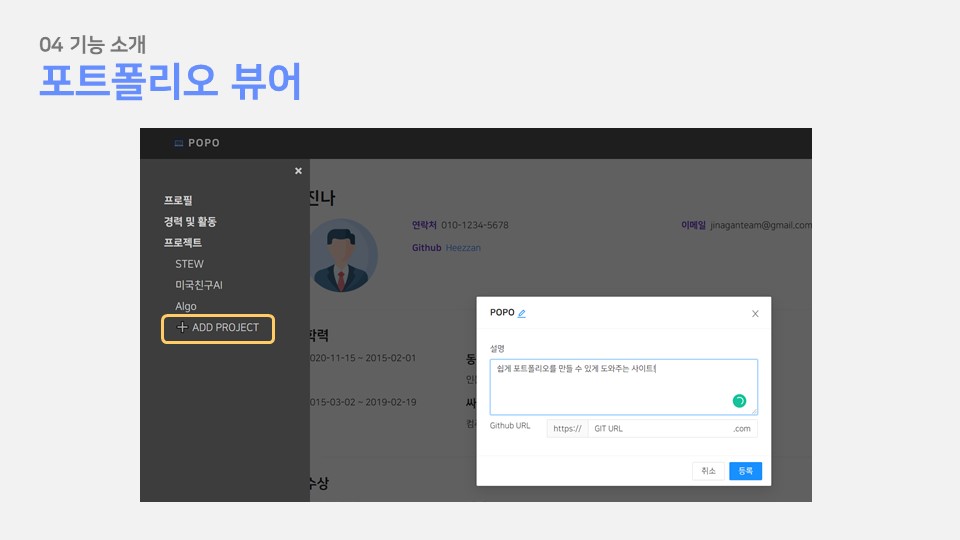 04 기능 소개
포트폴리오 뷰어
POPO
×
프로필
경력 및 활동
프로젝트
STEW
미국친구AI
Algo
+ ADD PROJECT
진나
연락처 010-1234-5678
이메일 jinaganteam@gmail.com
Github Heezzan
학력
020-11-15 ~ 2015-02-01
동
인
015-03-02 ~ 2019-02-19
싸
컴
수상
POPO
X
설명
쉽게 포트폴리오를 만들 수 있게 도와주는 사이트!
Github URL https:// GIT URL .com
취소 등록